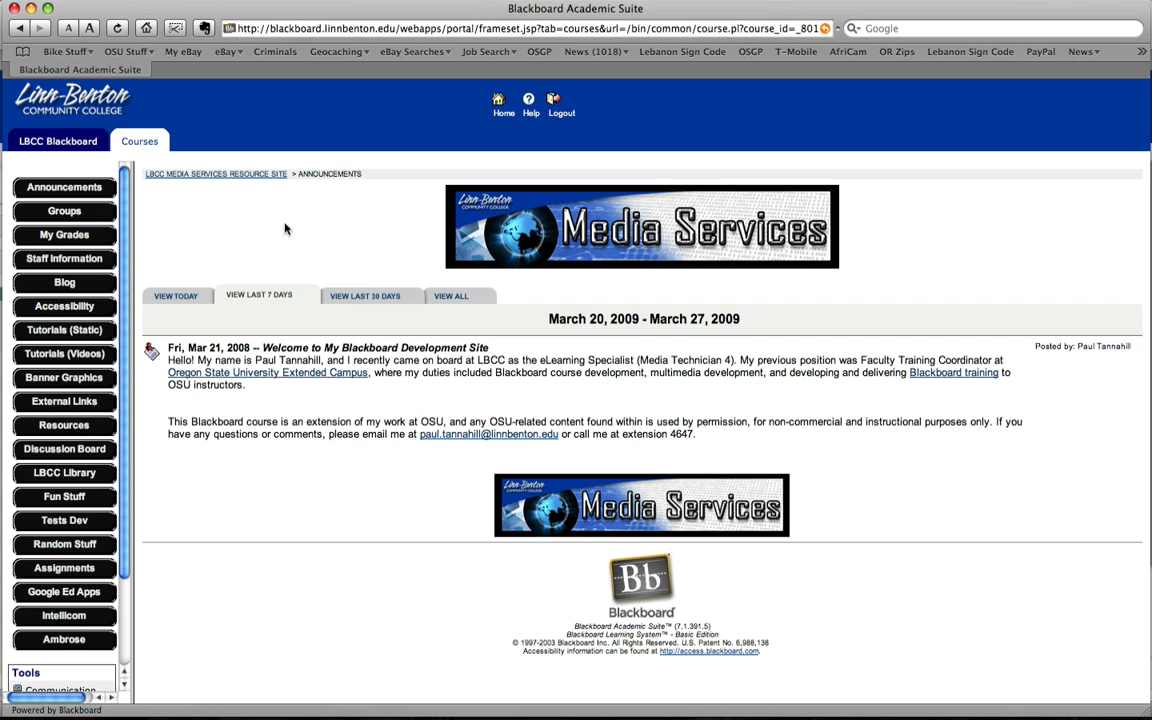 Blackboard Academic Suite
A A http://blackboard.linnbenton.edu/webapps/portal/frameset.jsp?tab=courses&url=/bin/common/course.pl?course_id=_801 Google
Bike Stuff OSU Stuff My eBay eBay Criminals Geocaching eBay Searches Job Search OSGP News (1018) Lebanon Sign Code OSGP T-Mobile AfriCam OR Zips Lebanon Sign Code PayPal News
Blackboard Academic Suite
Linn-Benton
COMMUNITY COLLEGE
Home Help Logout
LBCC Blackboard Courses
Announcements
Groups
My Grades
Staff Information
Blog
Accessibility
Tutorials (Static)
Tutorials (Videos)
Banner Graphics
External Links
Resources
Discussion Board
LBCC Library
Fun Stuff
Tests Dev
Random Stuff
Assignments
Google Ed Apps
Intellicom
Ambrose
Tools
Communication
LBCC MEDIA SERVICES RESOURCE SITE > ANNOUNCEMENTS
Linn-Benton
COMMUNITY COLLEGE
Media Services
VIEW TODAY VIEW LAST 7 DAYS VIEW LAST 30 DAYS VIEW ALL
March 20, 2009 - March 27, 2009
Fri, Mar 21, 2008 -- Welcome to My Blackboard Development Site Posted by: Paul Tannahill
Hello! My name is Paul Tannahill, and I recently came on board at LBCC as the eLearning Specialist (Media Technician 4). My previous position was Faculty Training Coordinator at
Oregon State University Extended Campus, where my duties included Blackboard course development, multimedia development, and developing and delivering Blackboard training to
OSU instructors.
This Blackboard course is an extension of my work at OSU, and any OSU-related content found within is used by permission, for non-commercial and instructional purposes only. If you
have any questions or comments, please email me at paul.tannahill@linnbenton.edu or call me at extension 4647.
Linn-Benton
COMMUNITY COLLEGE
Media Services
Bb
Blackboard
Blackboard Academic Suite™ (7.1.391.5)
Blackboard Learning System™ - Basic Edition
© 1997-2003 Blackboard Inc. All Rights Reserved. U.S. Patent No. 6,988,138
Accessibility information can be found at http://access.blackboard.com.
Powered by Blackboard